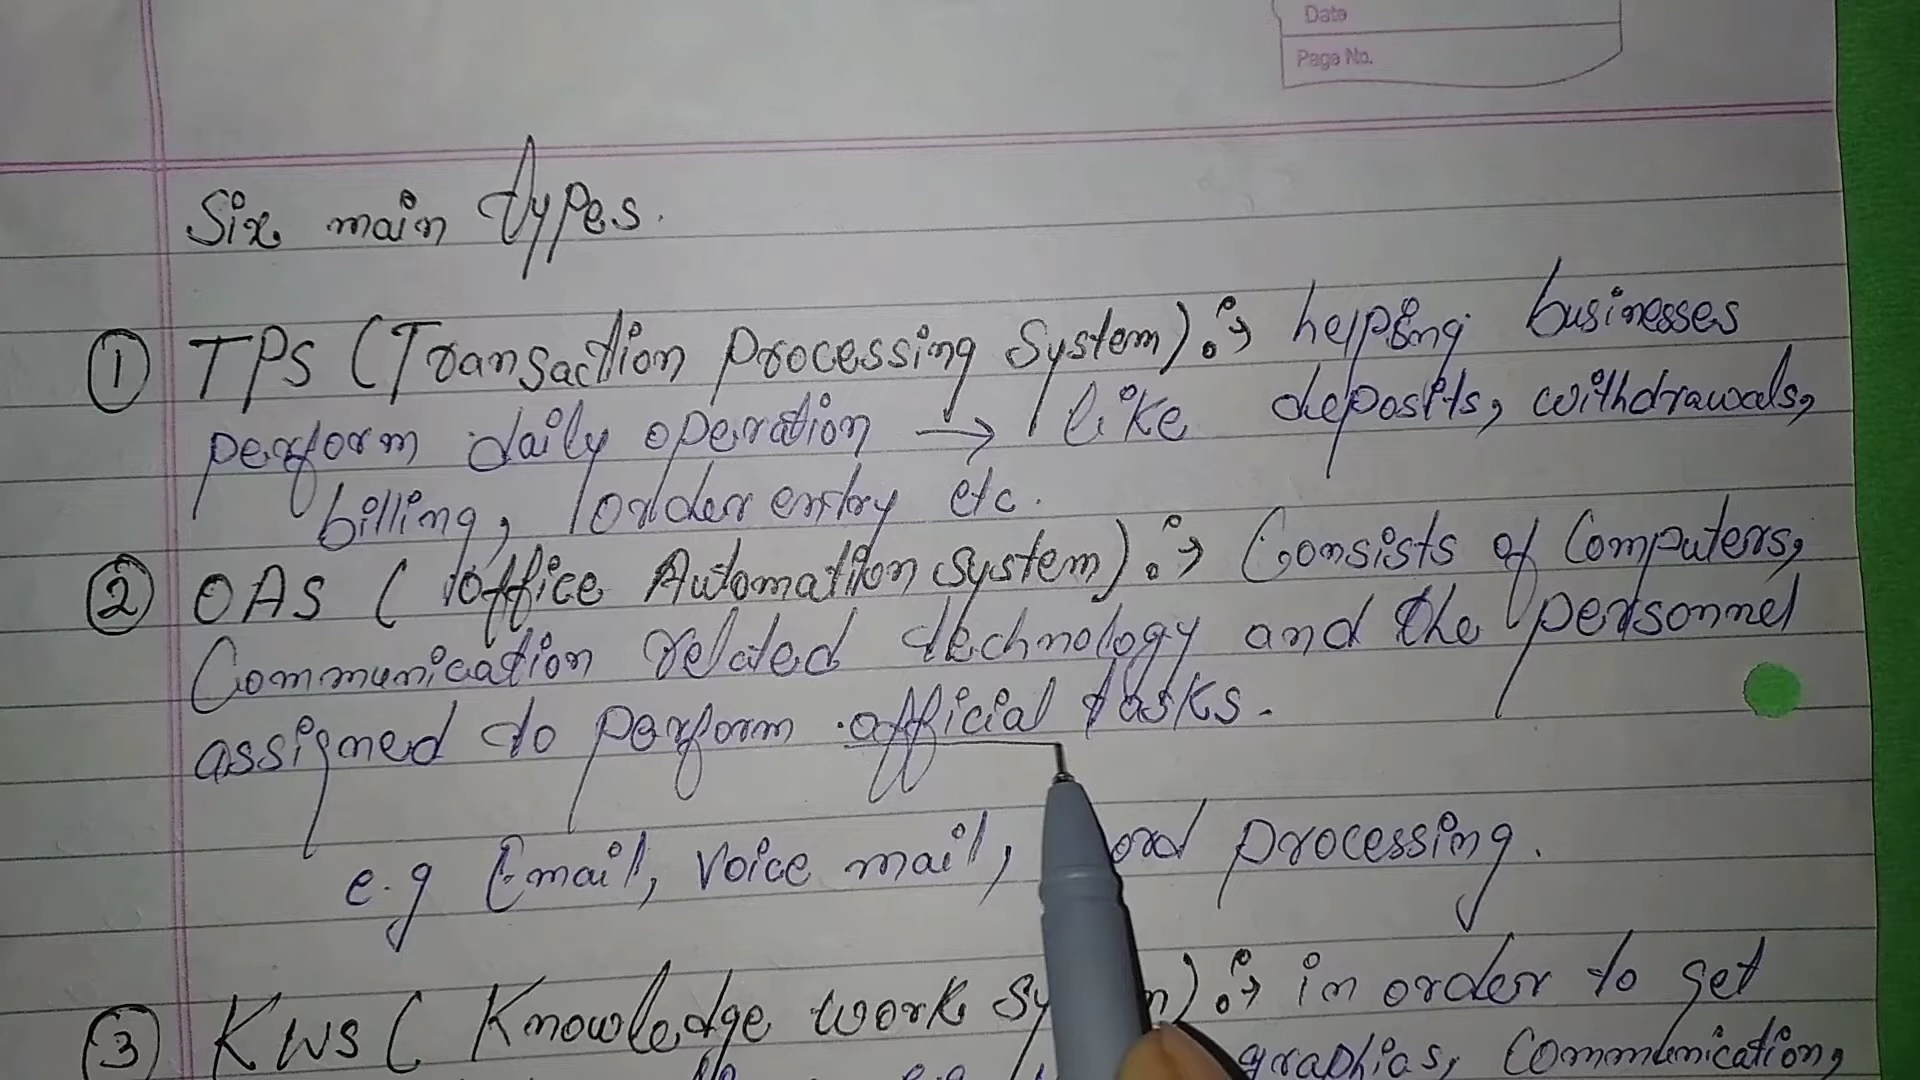 Date
Page No.
Six main types.
① TPS (Transaction Processing System) :→ helping businesses
perform daily operation → like deposits, withdrawals,
billing, order entry etc.
② OAS ( Office Automation System) :→ Consists of Computers,
Communication related technology and the personnel
assigned to perform official tasks.
e.g Email, Voice mail, processing.
③ KWS ( Knowledge work :→ in order to get
graphics, Communication,